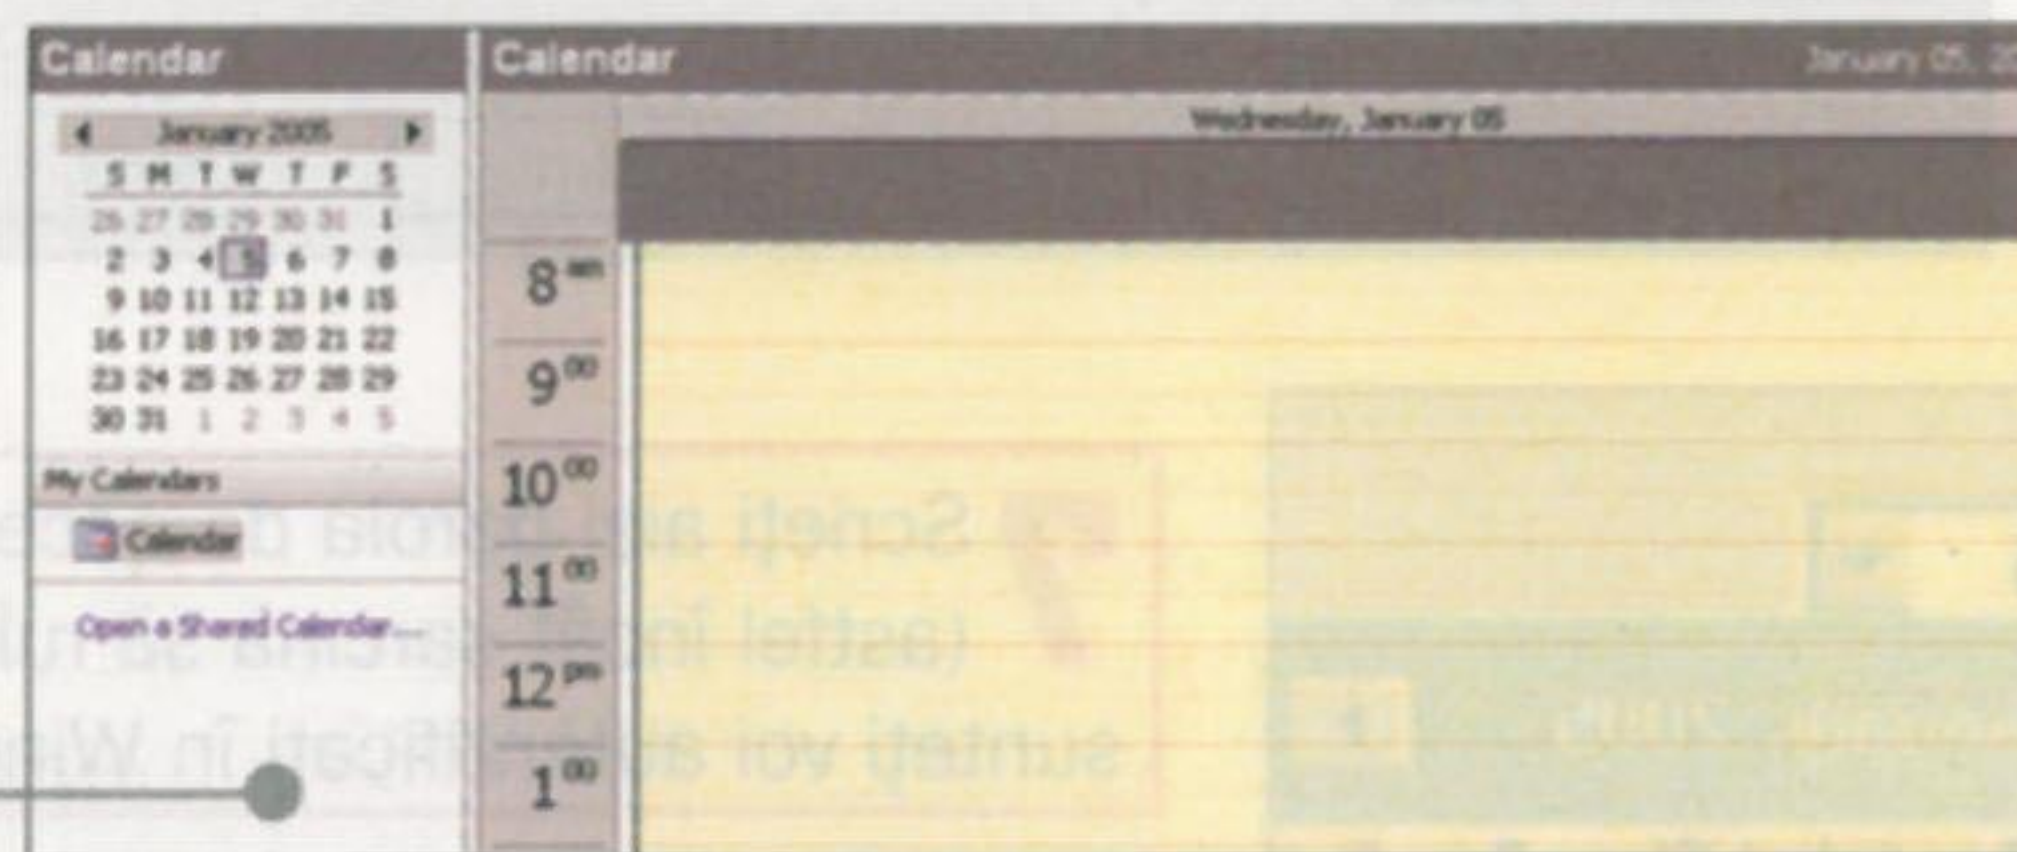 Calendar
January 2005
S M T W T F S
26 27 28 29 30 31 1
2 3 4 5 6 7 8
9 10 11 12 13 14 15
16 17 18 19 20 21 22
23 24 25 26 27 28 29
30 31 1 2 3 4 5
My Calendars
Calendar
Open a Shared Calendar...
Calendar
January 05, 20
Wednesday, January 05
8 am
9 00
10 00
11 00
12 pm
1 00